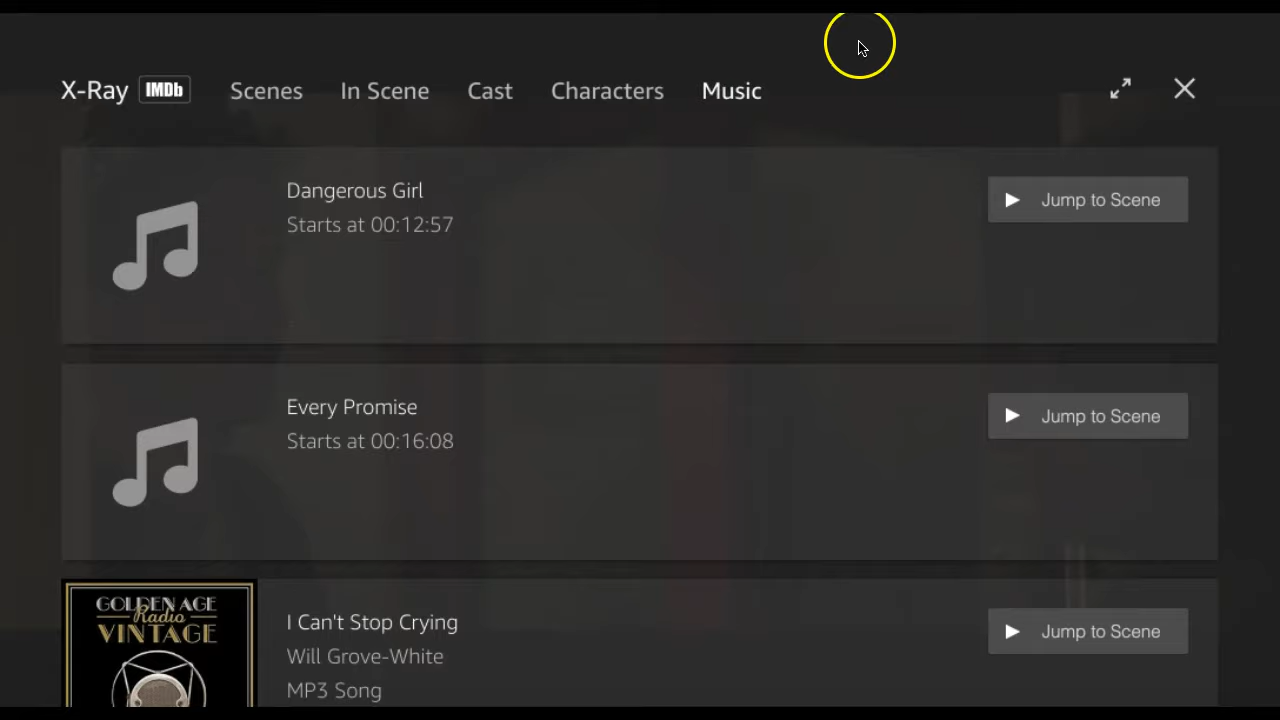 X-Ray IMDb Scenes In Scene Cast Characters Music
Dangerous Girl
Starts at 00:12:57
Jump to Scene
Every Promise
Starts at 00:16:08
Jump to Scene
GOLDEN AGE
Radio
VINTAGE
I Can't Stop Crying
Will Grove-White
MP3 Song
Jump to Scene